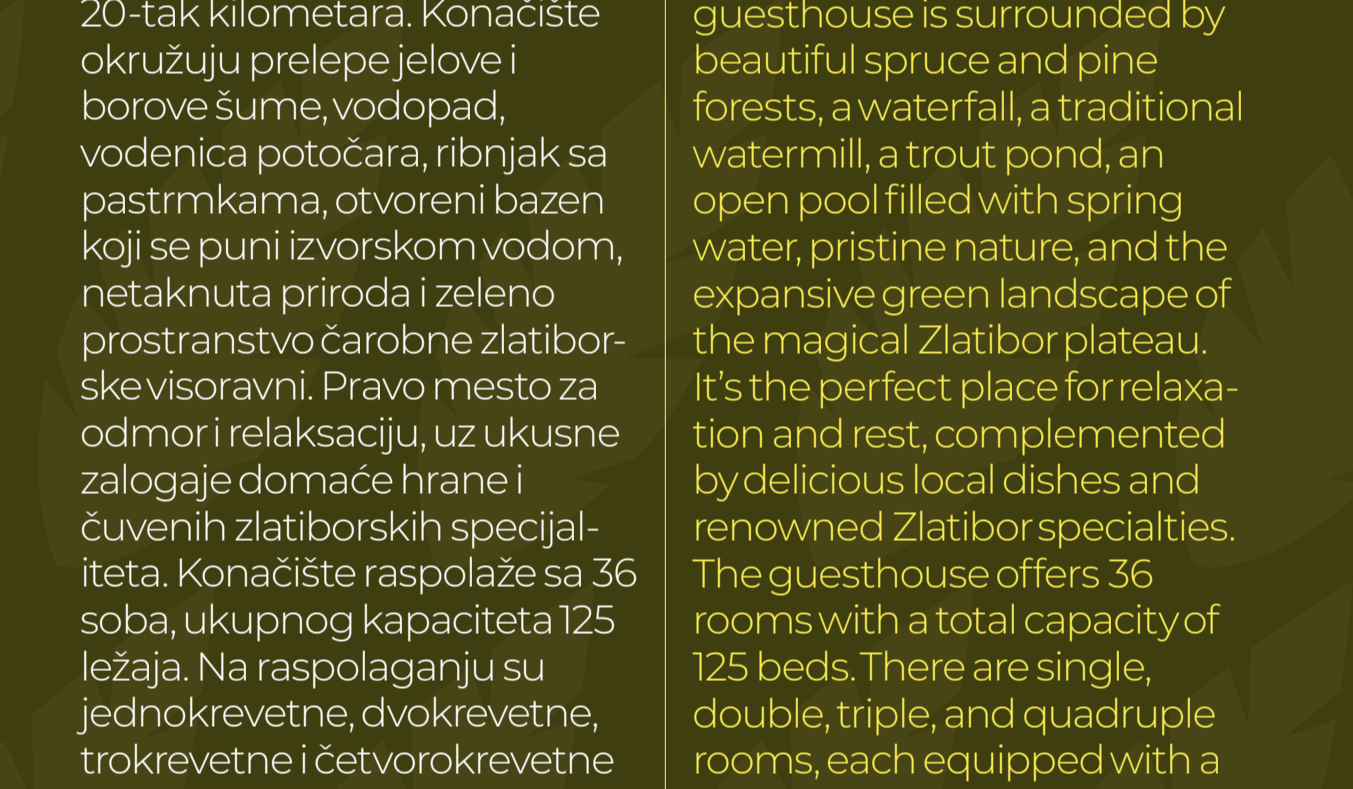 20-tak kilometara. Konačište
okružuju prelepe jelove i
borove šume, vodopad,
vodenica potočara, ribnjak sa
pastrmkama, otvoreni bazen
koji se puni izvorskom vodom,
netaknuta priroda i zeleno
prostranstvo čarobne zlatibor-
ske visoravni. Pravo mesto za
odmor i relaksaciju, uz ukusne
zalogaje domaće hrane i
čuvenih zlatiborskih specijal-
iteta. Konačište raspolaže sa 36
soba, ukupnog kapaciteta 125
ležaja. Na raspolaganju su
jednokrevetne, dvokrevetne,
trokrevetne i četvorokrevetne
guesthouse is surrounded by
beautiful spruce and pine
forests, a waterfall, a traditional
watermill, a trout pond, an
open pool filled with spring
water, pristine nature, and the
expansive green landscape of
the magical Zlatibor plateau.
It’s the perfect place for relaxa-
tion and rest, complemented
by delicious local dishes and
renowned Zlatibor specialties.
The guesthouse offers 36
rooms with a total capacity of
125 beds. There are single,
double, triple, and quadruple
rooms, each equipped with a